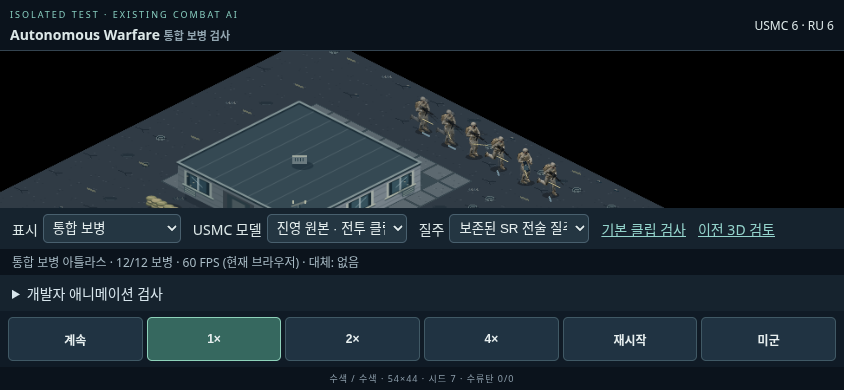 ISOLATED TEST · EXISTING COMBAT AI
Autonomous Warfare 통합 보병 검사
USMC 6 · RU 6
표시 통합 보병 USMC 모델 진영 원본 · 전투 클 질주 보존된 SR 전술 질주 기본 클립 검사 이전 3D 검토
통합 보병 아틀라스 · 12/12 보병 · 60 FPS (현재 브라우저) · 대체: 없음
▶ 개발자 애니메이션 검사
계속 1× 2× 4× 재시작 미군
수색 / 수색 · 54×44 · 시드 7 · 수류탄 0/0